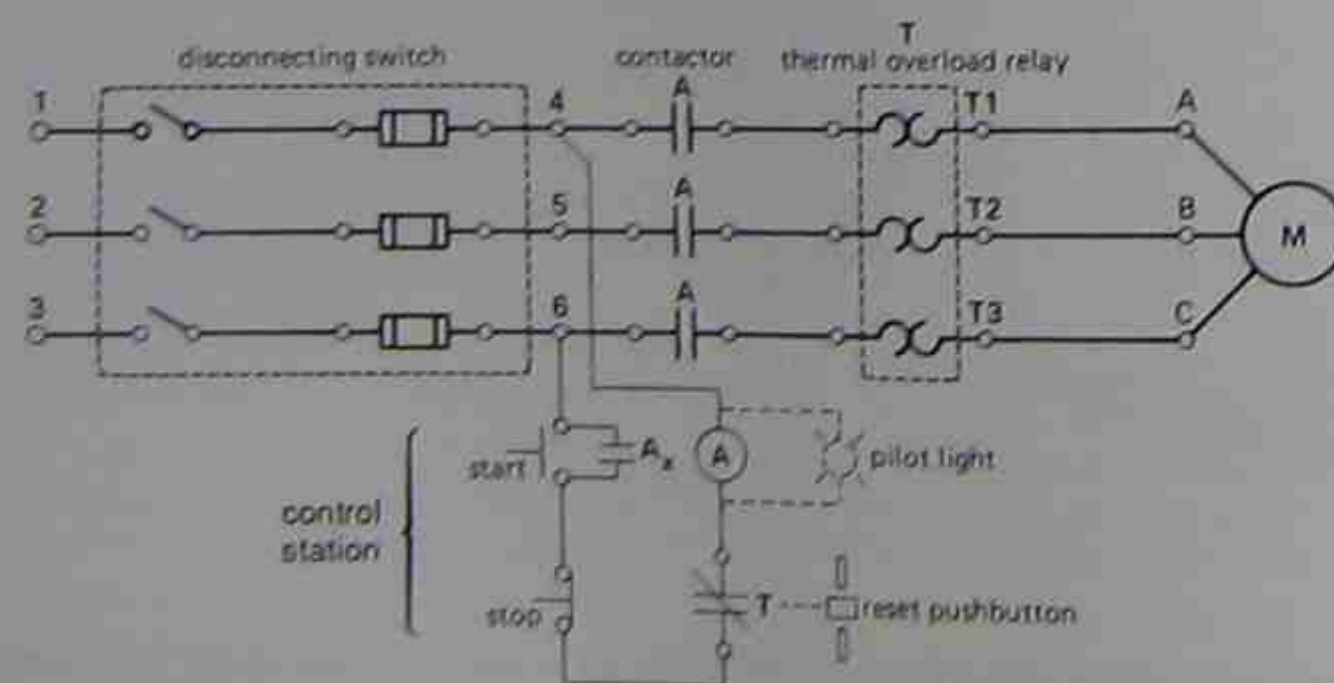 T
disconnecting switch
contactor
thermal overload relay
1
4
A
T1
A
2
5
A
T2
B
M
3
6
A
T3
C
start
Ax
A
pilot light
control
station
stop
T
reset pushbutton